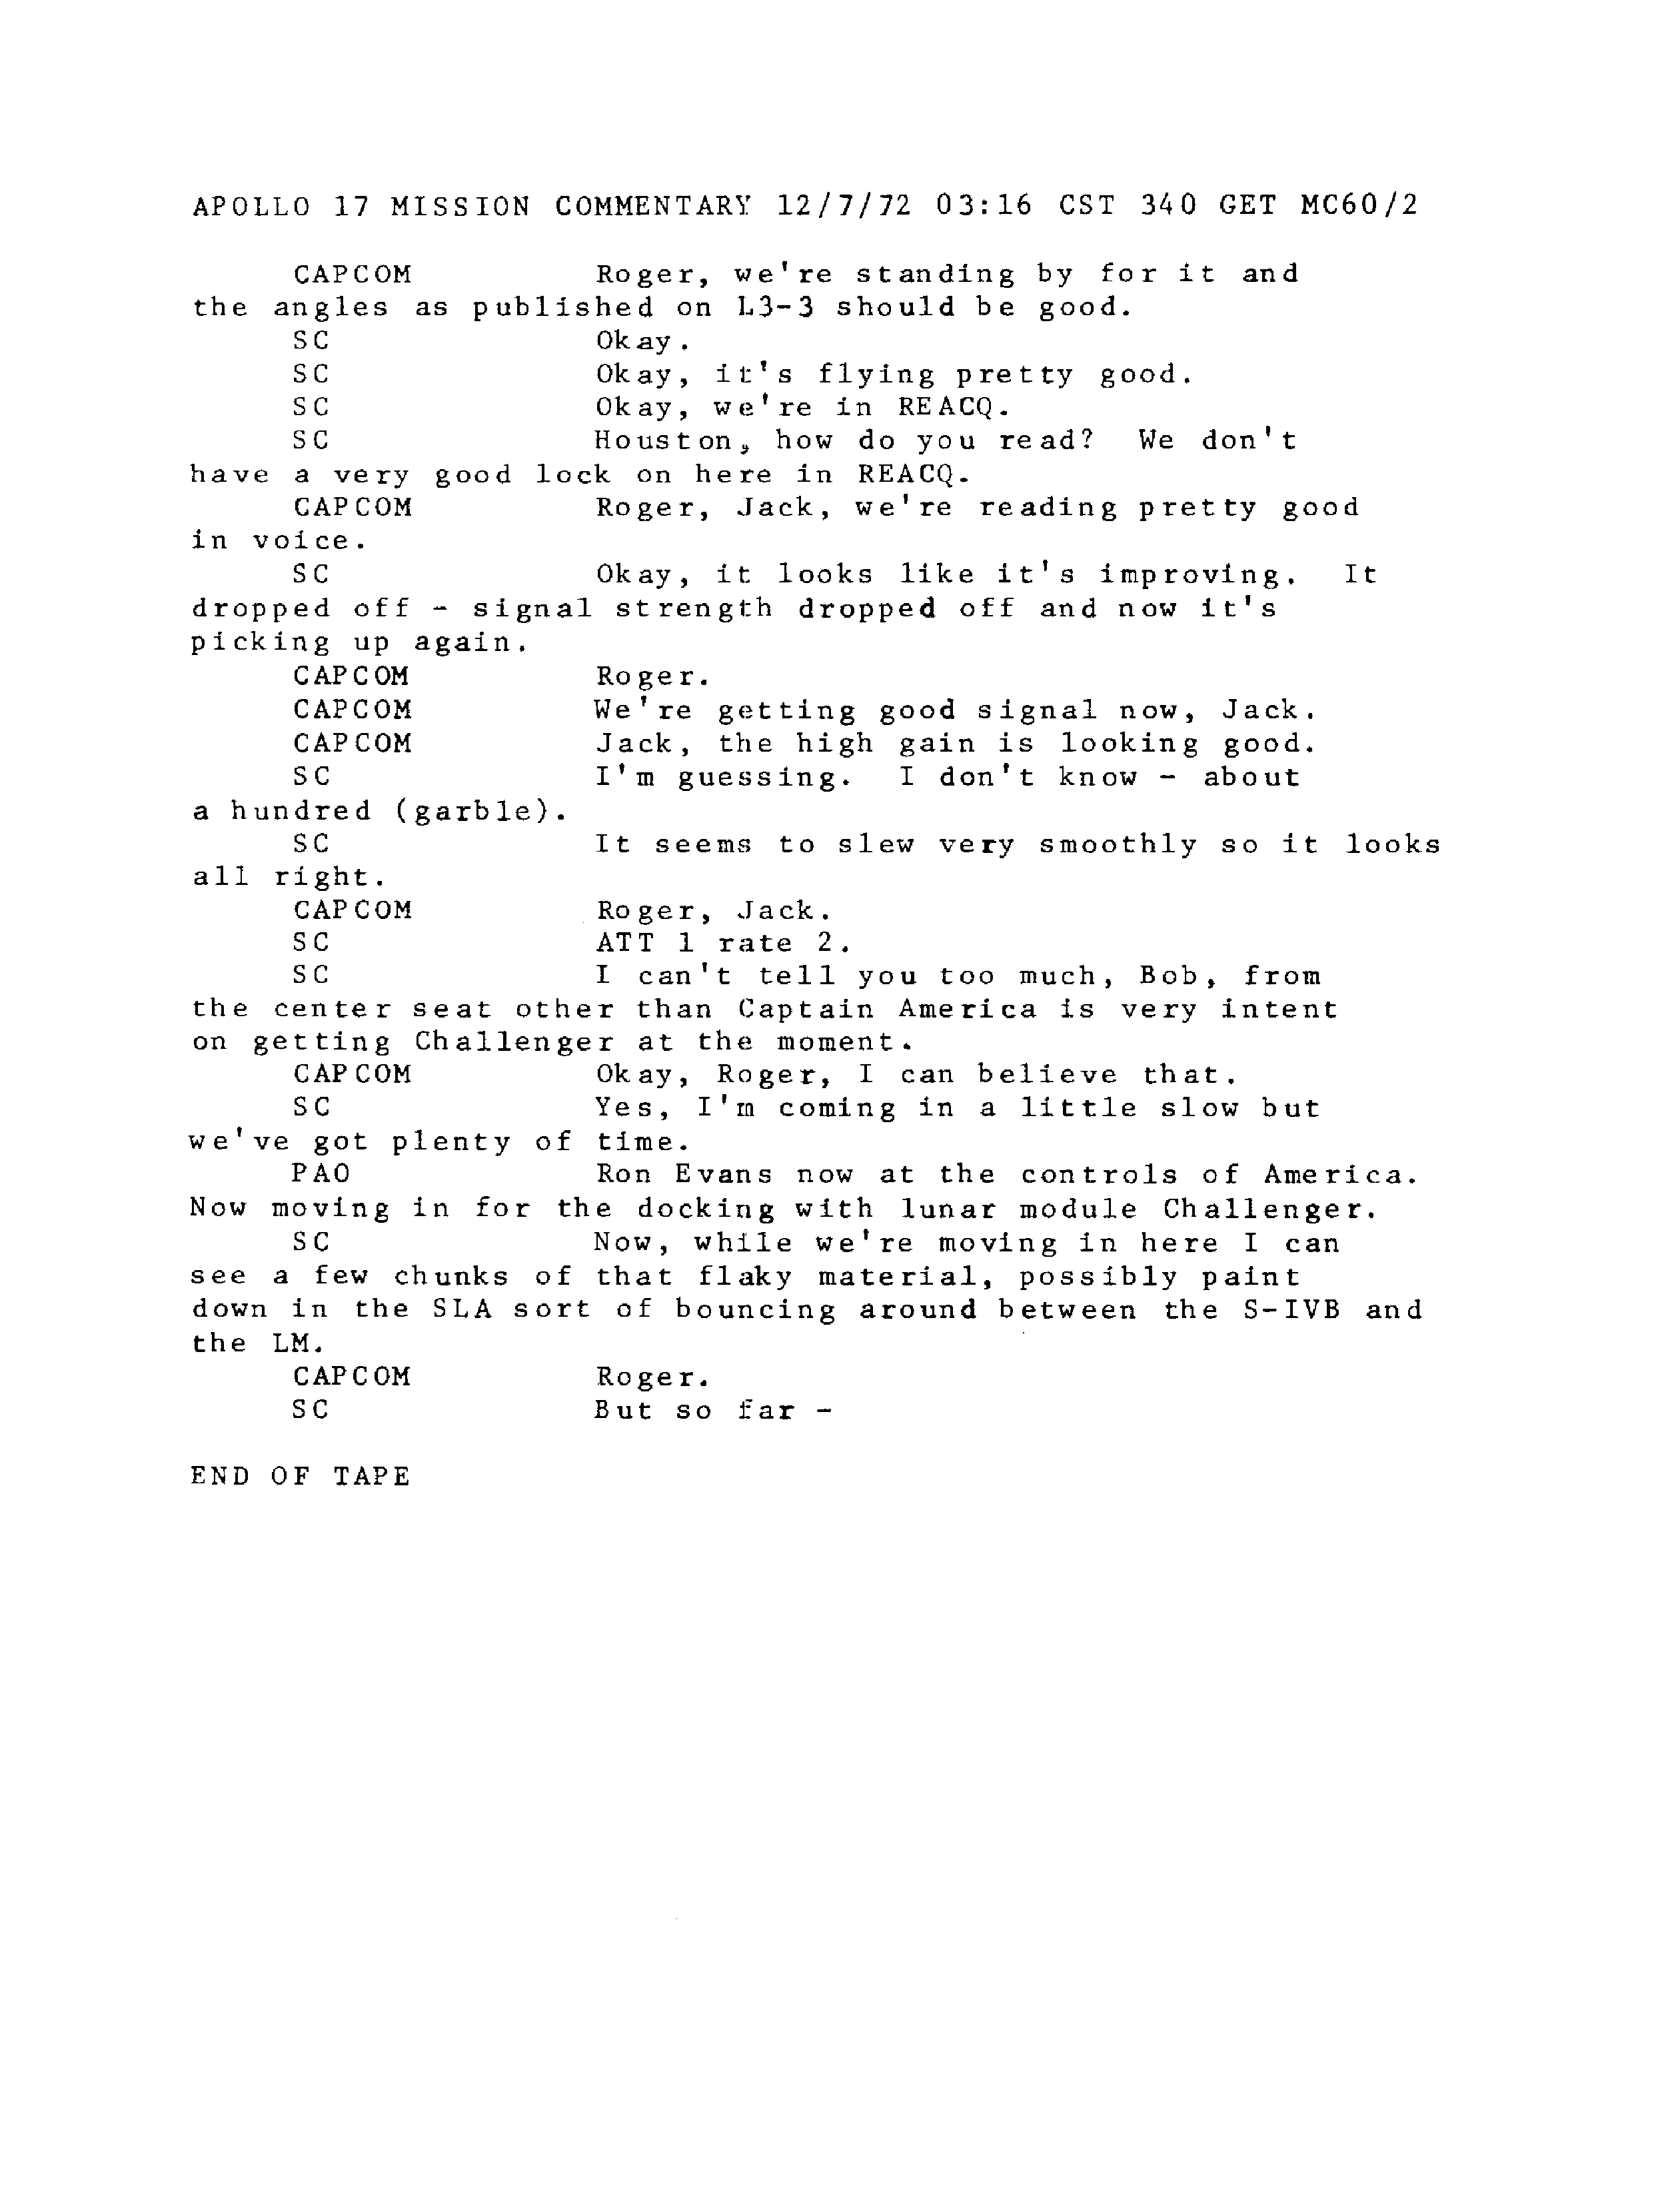 APOLLO 17 MISSION COMMENTARY 12/7/72 03:16 CST 340 GET MC60/2
CAPCOM Roger, we're standing by for it and
the angles as published on L3-3 should be good.
SC Okay.
SC Okay, it's flying pretty good.
SC Okay, we're in REACQ.
SC Houston, how do you read? We don't
have a very good lock on here in REACQ.
CAPCOM Roger, Jack, we're reading pretty good
in voice.
SC Okay, it looks like it's improving. It
dropped off - signal strength dropped off and now it's
picking up again.
CAPCOM Roger.
CAPCOM We're getting good signal now, Jack.
CAPCOM Jack, the high gain is looking good.
SC I'm guessing. I don't know - about
a hundred (garble).
SC It seems to slew very smoothly so it looks
all right.
CAPCOM Roger, Jack.
SC ATT 1 rate 2.
SC I can't tell you too much, Bob, from
the center seat other than Captain America is very intent
on getting Challenger at the moment.
CAPCOM Okay, Roger, I can believe that.
SC Yes, I'm coming in a little slow but
we've got plenty of time.
PAO Ron Evans now at the controls of America.
Now moving in for the docking with lunar module Challenger.
SC Now, while we're moving in here I can
see a few chunks of that flaky material, possibly paint
down in the SLA sort of bouncing around between the S-IVB and
the LM.
CAPCOM Roger.
SC But so far -
END OF TAPE